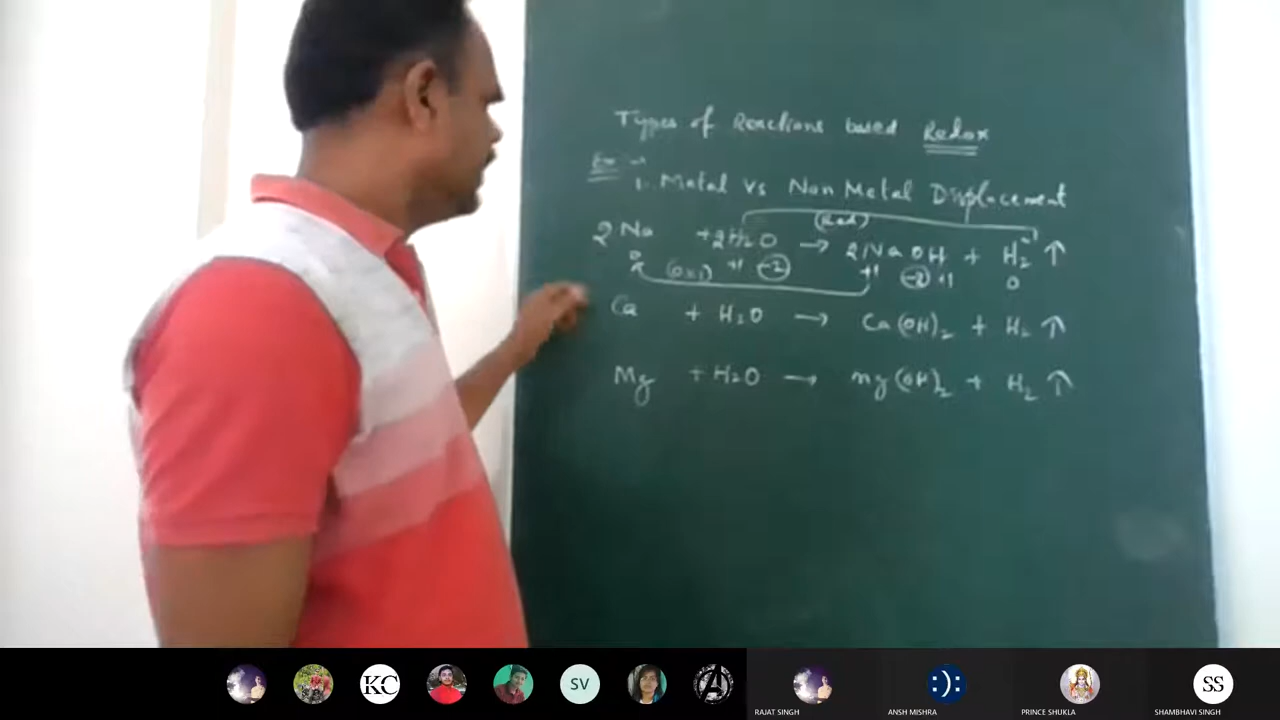 Types of Reactions based Redox
Ex :-
1. Metal Vs Non Metal Displacement
(Red)
2Na + 2H₂O → 2NaOH + H₂ ↑
0 (oxi) +1 -2 +1 -2 +1 0
Ca + H₂O → Ca(OH)₂ + H₂ ↑
Mg + H₂O → Mg(OH)₂ + H₂ ↑
KC SV A :): SS
RAJAT SINGH ANSH MISHRA PRINCE SHUKLA SHAMBHAVI SINGH